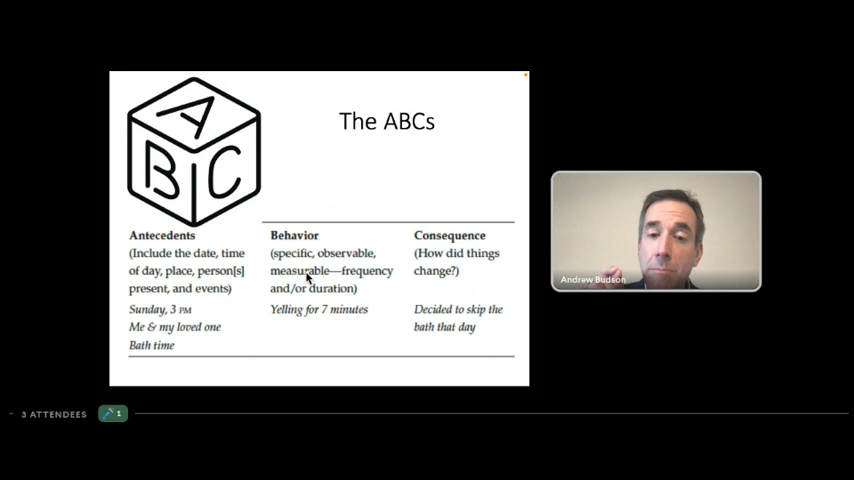 A
B
C
The ABCs
Antecedents
(Include the date, time
of day, place, person[s]
present, and events)
Sunday, 3 PM
Me & my loved one
Bath time
Behavior
(specific, observable,
measurable—frequency
and/or duration)
Yelling for 7 minutes
Consequence
(How did things
change?)
Decided to skip the
bath that day
Andrew Budson
3 ATTENDEES
1